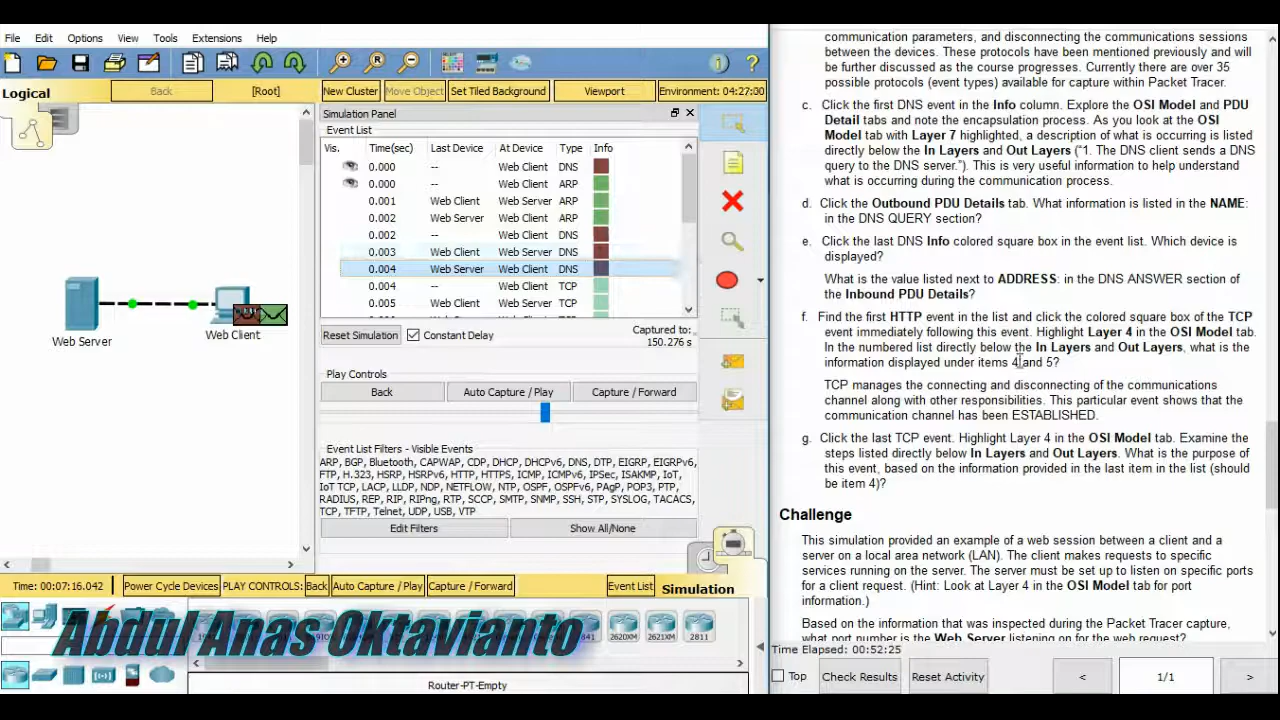 File Edit Options View Tools Extensions Help
Logical Back [Root] New Cluster Move Object Set Tiled Background Viewport Environment: 04:27:00
Simulation Panel
Event List
Vis. Time(sec) Last Device At Device Type Info
0.000 -- Web Client DNS
0.000 -- Web Client ARP
0.001 Web Client Web Server ARP
0.002 Web Server Web Client ARP
0.002 -- Web Client DNS
0.003 Web Client Web Server DNS
0.004 Web Server Web Client DNS
0.004 -- Web Client TCP
0.005 Web Client Web Server TCP
Reset Simulation Constant Delay Captured to:
150.276 s
Play Controls
Back Auto Capture / Play Capture / Forward
Event List Filters - Visible Events
ARP, BGP, Bluetooth, CAPWAP, CDP, DHCP, DHCPv6, DNS, DTP, EIGRP, EIGRPv6,
FTP, H.323, HSRP, HSRPv6, HTTP, HTTPS, ICMP, ICMPv6, IPSec, ISAKMP, IoT,
IoT TCP, LACP, LLDP, NDP, NETFLOW, NTP, OSPF, OSPFv6, PAgP, POP3, PTP,
RADIUS, REP, RIP, RIPng, RTP, SCCP, SMTP, SNMP, SSH, STP, SYSLOG, TACACS,
TCP, TFTP, Telnet, UDP, USB, VTP
Edit Filters Show All/None
Web Server
Web Client
Time: 00:07:16.042 Power Cycle Devices PLAY CONTROLS: Back Auto Capture / Play Capture / Forward Event List Simulation
Abdul Anas Oktavianto
2620XM 2621XM 2811
Router-PT-Empty
communication parameters, and disconnecting the communications sessions
between the devices. These protocols have been mentioned previously and will
be further discussed as the course progresses. Currently there are over 35
possible protocols (event types) available for capture within Packet Tracer.
c. Click the first DNS event in the Info column. Explore the OSI Model and PDU
Detail tabs and note the encapsulation process. As you look at the OSI
Model tab with Layer 7 highlighted, a description of what is occurring is listed
directly below the In Layers and Out Layers (“1. The DNS client sends a DNS
query to the DNS server.”). This is very useful information to help understand
what is occurring during the communication process.
d. Click the Outbound PDU Details tab. What information is listed in the NAME:
in the DNS QUERY section?
e. Click the last DNS Info colored square box in the event list. Which device is
displayed?
What is the value listed next to ADDRESS: in the DNS ANSWER section of
the Inbound PDU Details?
f. Find the first HTTP event in the list and click the colored square box of the TCP
event immediately following this event. Highlight Layer 4 in the OSI Model tab.
In the numbered list directly below the In Layers and Out Layers, what is the
information displayed under items 4 and 5?
TCP manages the connecting and disconnecting of the communications
channel along with other responsibilities. This particular event shows that the
communication channel has been ESTABLISHED.
g. Click the last TCP event. Highlight Layer 4 in the OSI Model tab. Examine the
steps listed directly below In Layers and Out Layers. What is the purpose of
this event, based on the information provided in the last item in the list (should
be item 4)?
Challenge
This simulation provided an example of a web session between a client and a
server on a local area network (LAN). The client makes requests to specific
services running on the server. The server must be set up to listen on specific ports
for a client request. (Hint: Look at Layer 4 in the OSI Model tab for port
information.)
Based on the information that was inspected during the Packet Tracer capture,
what port number is the Web Server listening on for the web request?
Time Elapsed: 00:52:25
Top Check Results Reset Activity < 1/1 >